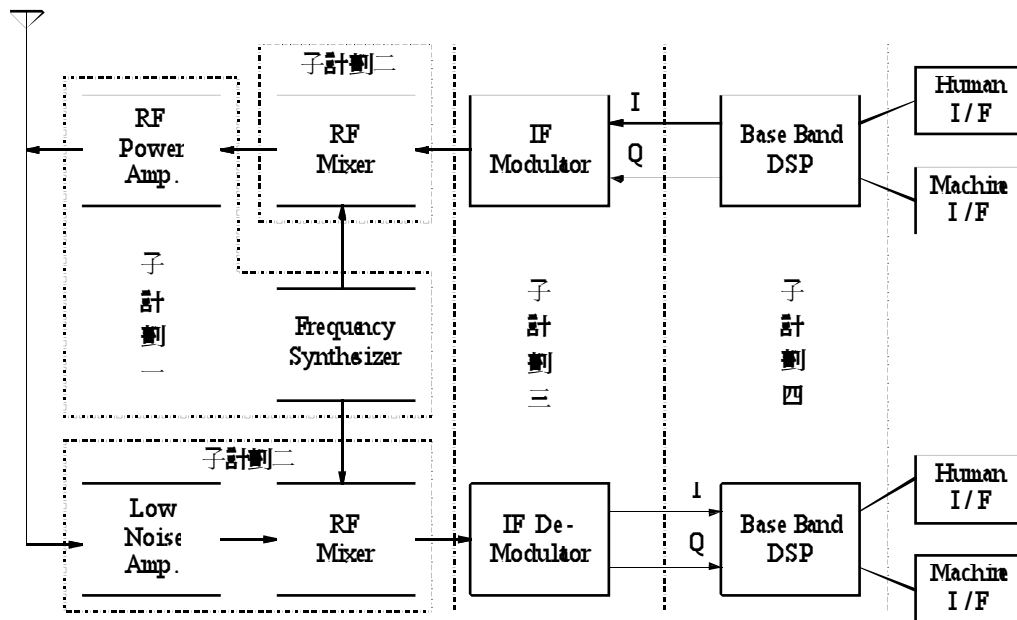 子計劃二
RF
Power
Amp.
RF
Mixer
IF
Modulator
I
Q
Base Band
DSP
Human
I/F
Machine
I/F
子
計
劃
一
Frequency
Synthesizer
子
計
劃
三
子
計
劃
四
子計劃二
Low
Noise
Amp.
RF
Mixer
IF De-
Modulator
I
Q
Base Band
DSP
Human
I/F
Machine
I/F